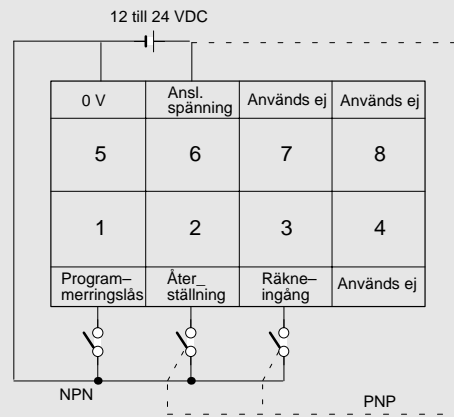 12 till 24 VDC
0 V
Ansl.
spänning
Används ej
Används ej
5 6 7 8
1 2 3 4
Program–
merringslås
Åter_
ställning
Räkne–
ingång
Används ej
NPN
PNP